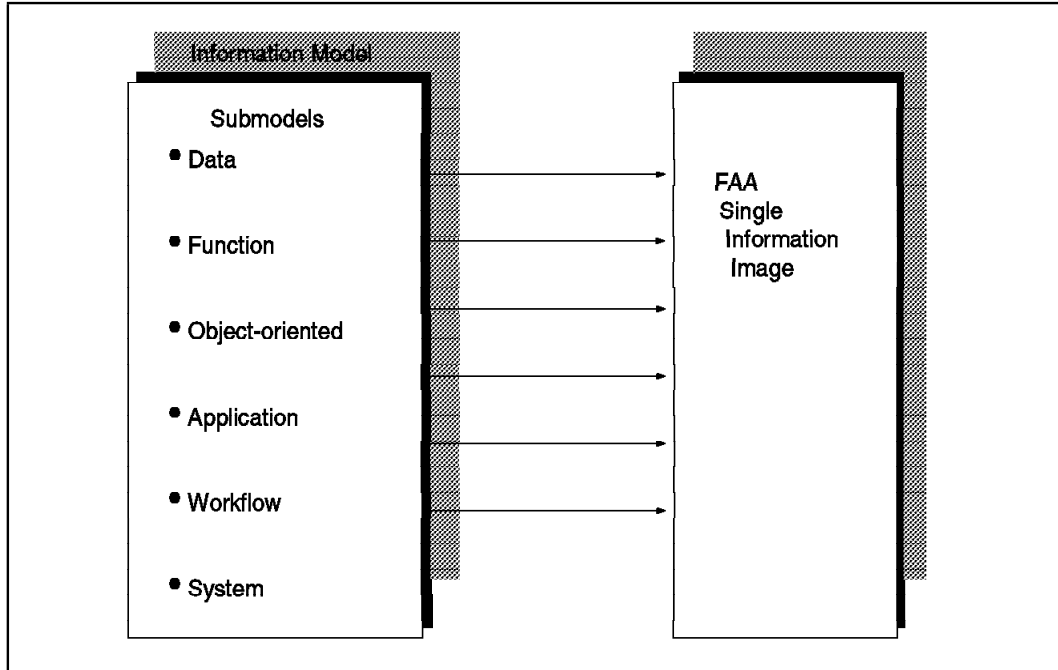 Information Model
Submodels
• Data
• Function
• Object-oriented
• Application
• Workflow
• System
FAA
Single
Information
Image